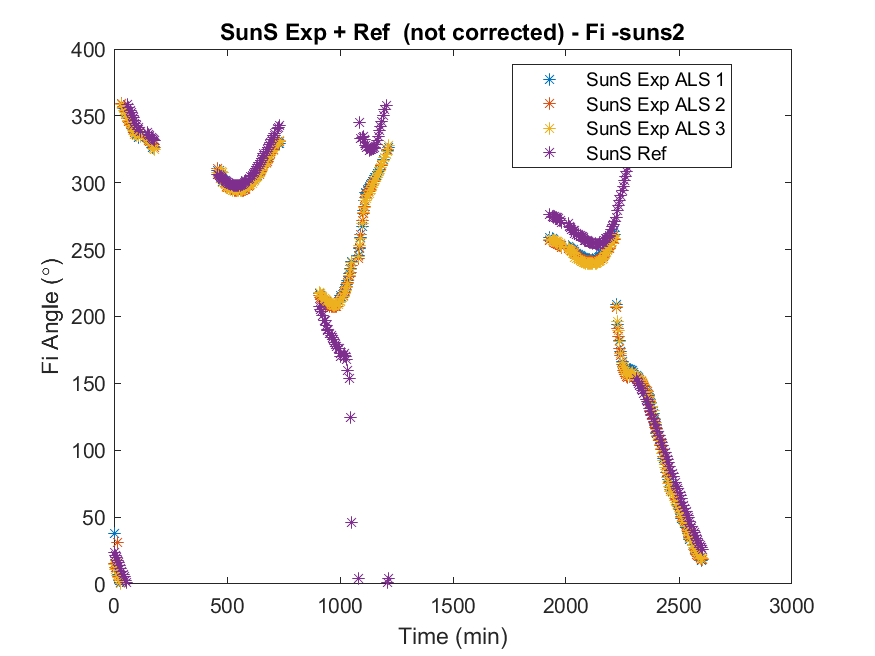 SunS Exp + Ref  (not corrected) - Fi -suns2
400
350
300
250
200
150
100
50
0
Fi Angle (°)
SunS Exp ALS 1
SunS Exp ALS 2
SunS Exp ALS 3
SunS Ref
0
500
1000
1500
2000
2500
3000
Time (min)